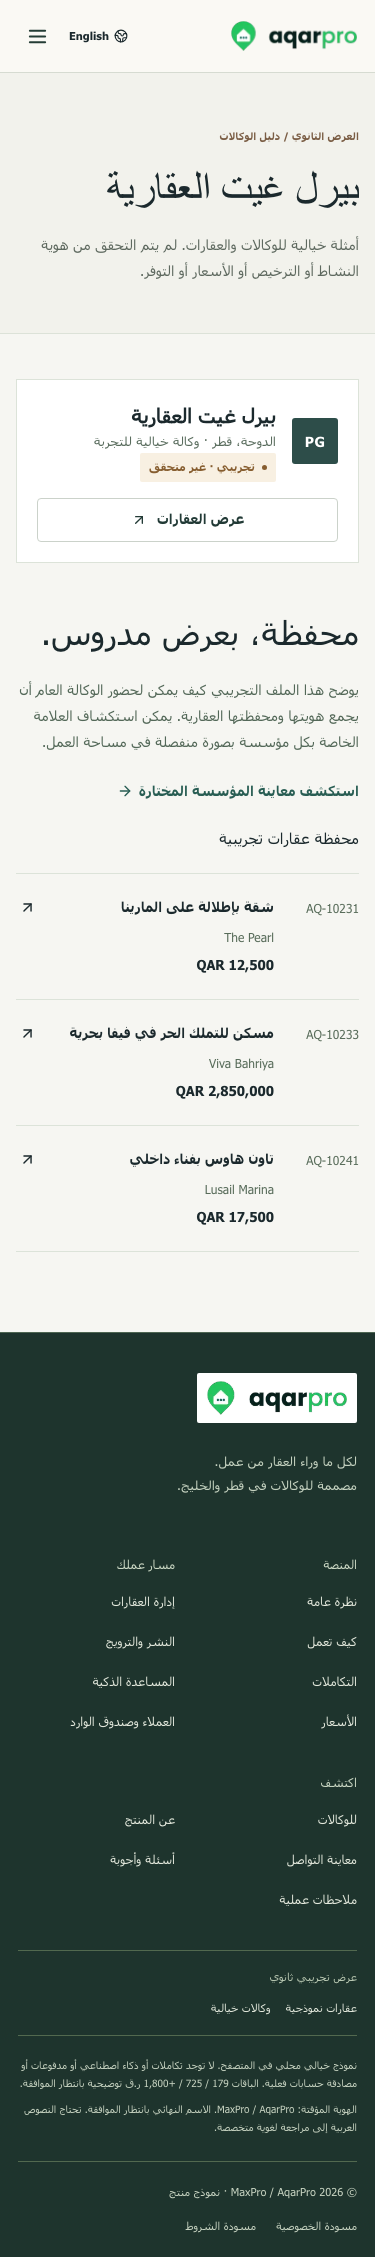 aqarpro
English
العرض الثانوي / دليل الوكالات
بيرل غيت العقارية
أمثلة خيالية للوكالات والعقارات. لم يتم التحقق من هوية
النشاط أو الترخيص أو الأسعار أو التوفر.
PG
بيرل غيت العقارية
الدوحة، قطر · وكالة خيالية للتجربة
تجريبي · غير متحقق
عرض العقارات
محفظة، بعرض مدروس.
يوضح هذا الملف التجريبي كيف يمكن لحضور الوكالة العام أن
يجمع هويتها ومحفظتها العقارية. يمكن استكشاف العلامة
الخاصة بكل مؤسسة بصورة منفصلة في مساحة العمل.
استكشف معاينة المؤسسة المختارة
محفظة عقارات تجريبية
AQ-10231
شقة بإطلالة على المارينا
The Pearl
QAR 12,500
AQ-10233
مسكن للتملك الحر في فيفا بحرية
Viva Bahriya
QAR 2,850,000
AQ-10241
تاون هاوس بفناء داخلي
Lusail Marina
QAR 17,500
aqarpro
لكل ما وراء العقار من عمل.
مصممة للوكالات في قطر والخليج.
المنصة
نظرة عامة
كيف تعمل
التكاملات
الأسعار
مسار عملك
إدارة العقارات
النشر والترويج
المساعدة الذكية
العملاء وصندوق الوارد
اكتشف
للوكالات
عن المنتج
معاينة التواصل
أسئلة وأجوبة
ملاحظات عملية
عرض تجريبي ثانوي
عقارات نموذجية
وكالات خيالية
نموذج خيالي محلي في المتصفح. لا توجد تكاملات أو ذكاء اصطناعي أو مدفوعات أو
مصادقة حسابات فعلية. الباقات 179 / 725 / +1,800 ر.ق توضيحية بانتظار الموافقة.
الهوية المؤقتة: MaxPro / AqarPro. الاسم النهائي بانتظار الموافقة. تحتاج النصوص
العربية إلى مراجعة لغوية متخصصة.
© 2026 MaxPro / AqarPro · نموذج منتج
مسودة الخصوصية
مسودة الشروط